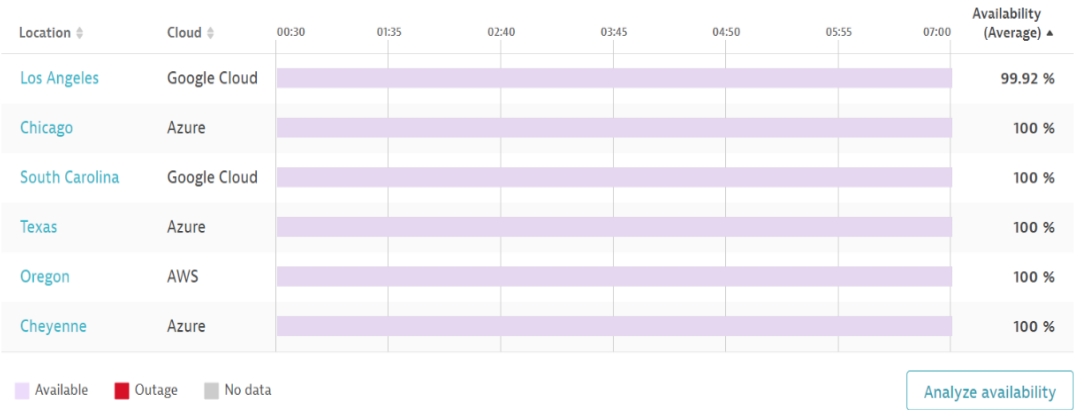 Location Cloud 00:30 01:35 02:40 03:45 04:50 05:55 07:00 Availability
(Average)
Los Angeles Google Cloud 99.92 %
Chicago Azure 100 %
South Carolina Google Cloud 100 %
Texas Azure 100 %
Oregon AWS 100 %
Cheyenne Azure 100 %
Available Outage No data Analyze availability